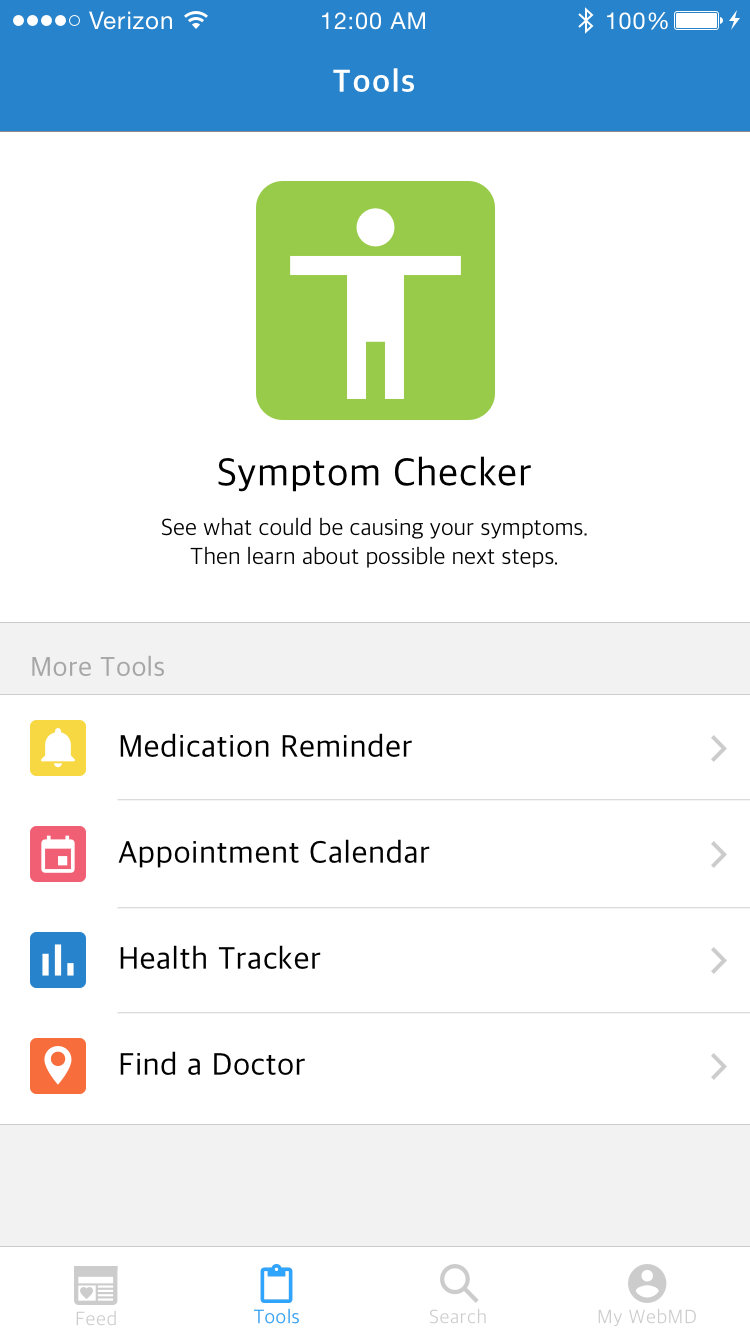 Verizon 12:00 AM 100%
Tools
Symptom Checker
See what could be causing your symptoms.
Then learn about possible next steps.
More Tools
Medication Reminder
Appointment Calendar
Health Tracker
Find a Doctor
Feed Tools Search My WebMD